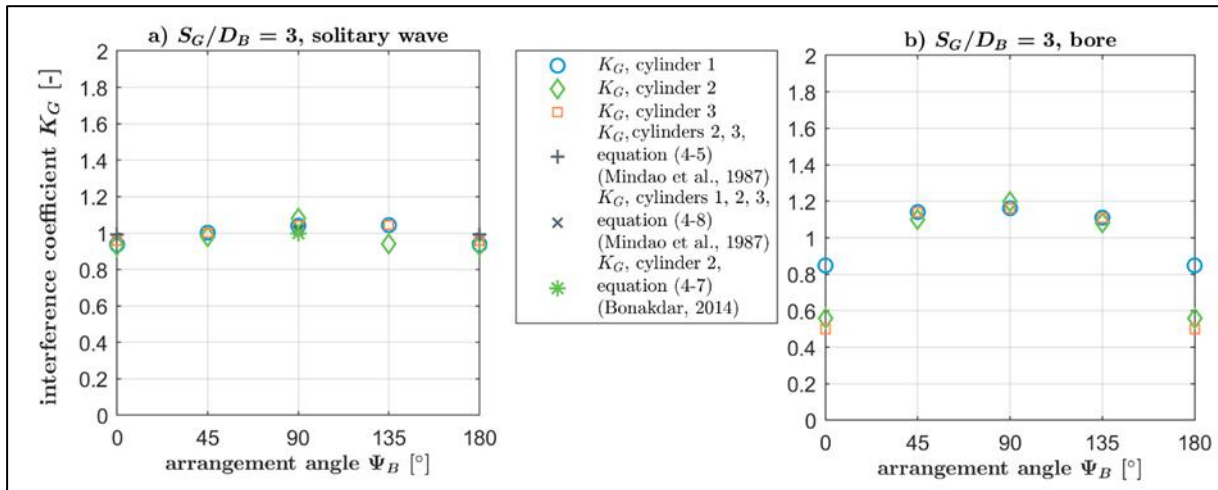 a) S_G/D_B = 3, solitary wave
2
1.8
1.6
1.4
1.2
1
0.8
0.6
0.4
0.2
0
interference coefficient K_G [-]
0 45 90 135 180
arrangement angle Ψ_B [°]
K_G, cylinder 1
K_G, cylinder 2
K_G, cylinder 3
K_G,cylinders 2, 3,
equation (4-5)
(Mindao et al., 1987)
K_G, cylinders 1, 2, 3,
equation (4-8)
(Mindao et al., 1987)
K_G, cylinder 2,
equation (4-7)
(Bonakdar, 2014)
b) S_G/D_B = 3, bore
2
1.8
1.6
1.4
1.2
1
0.8
0.6
0.4
0.2
0
0 45 90 135 180
arrangement angle Ψ_B [°]